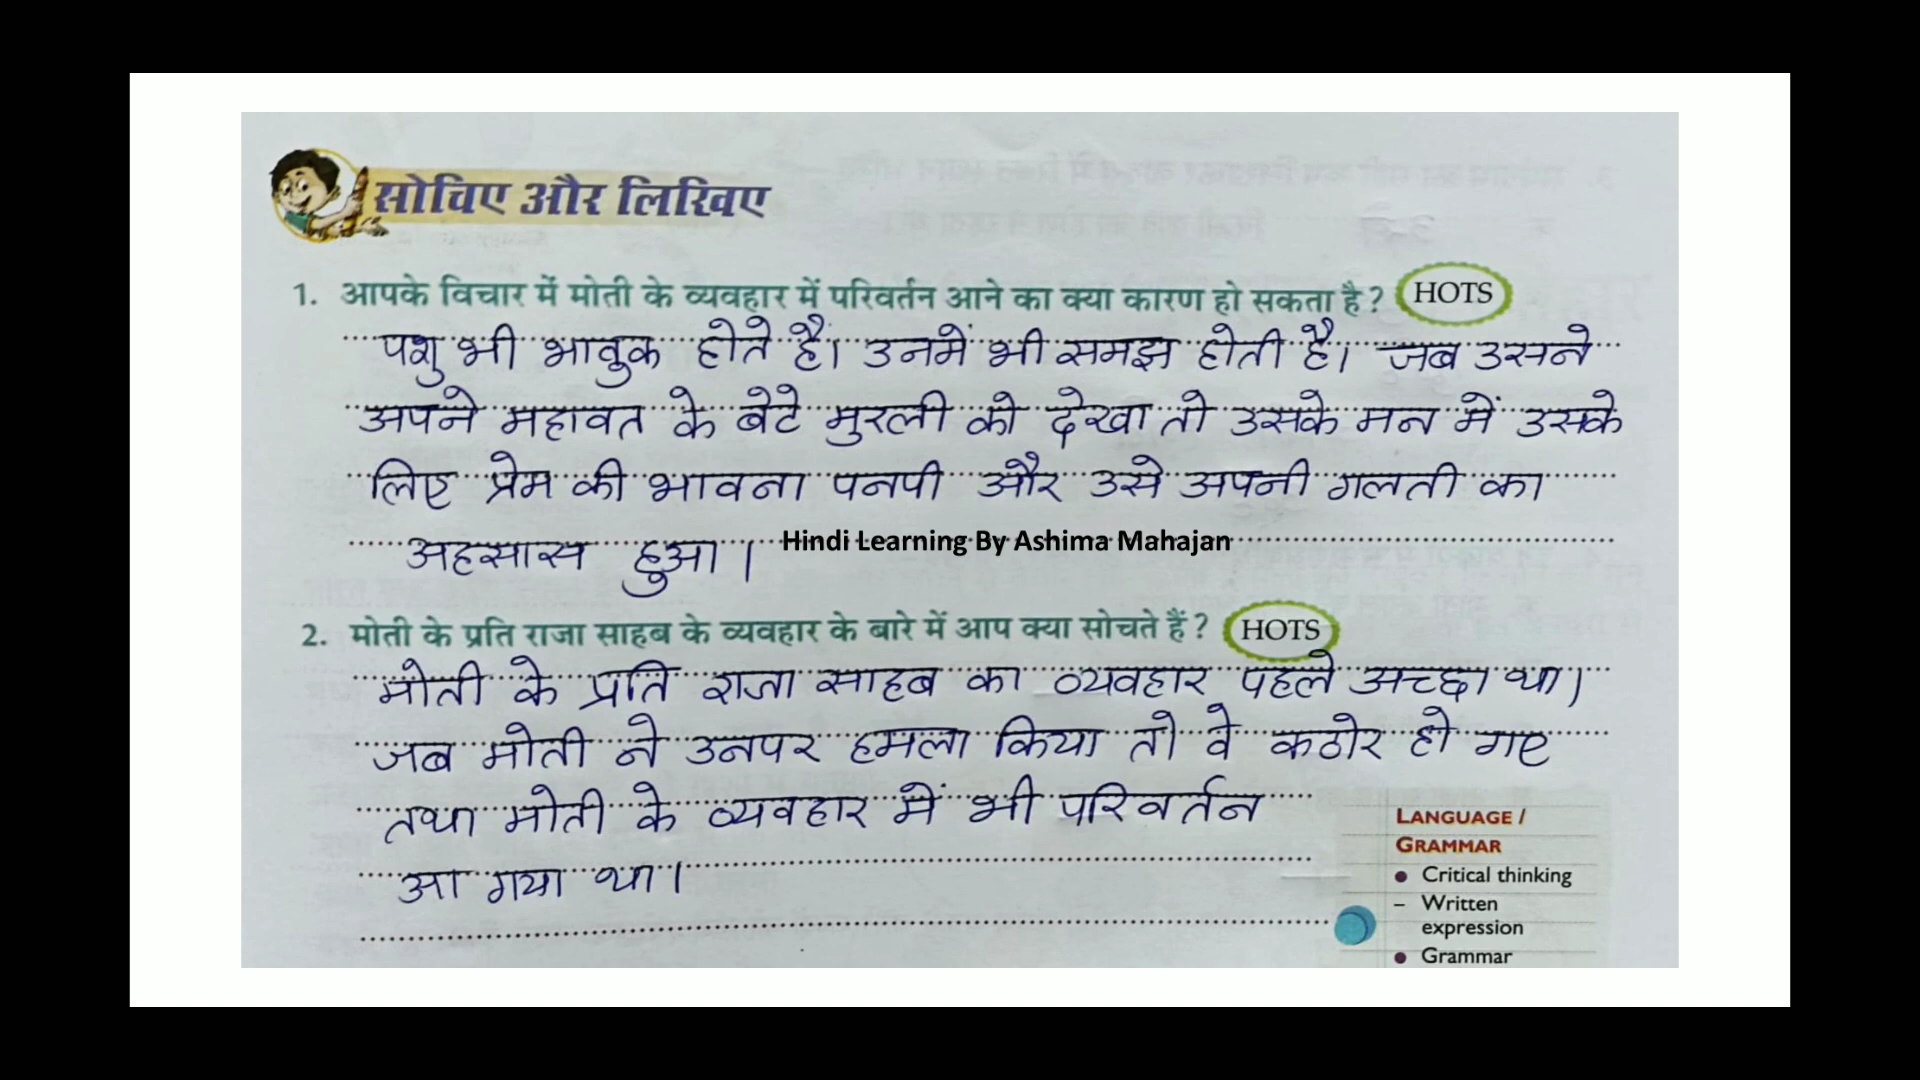 सोचिए और लिखिए
1. आपके विचार में मोती के व्यवहार में परिवर्तन आने का क्या कारण हो सकता है? HOTS
पशु भी भावुक होते हैं। उनमें भी समझ होती है। जब उसने
अपने महावत के बेटे मुरली को देखा तो उसके मन में उसके
लिए प्रेम की भावना पनपी और उसे अपनी गलती का
अहसास हुआ।
Hindi Learning By Ashima Mahajan
2. मोती के प्रति राजा साहब के व्यवहार के बारे में आप क्या सोचते हैं? HOTS
मोती के प्रति राजा साहब का व्यवहार पहले अच्छा था।
जब मोती ने उनपर हमला किया तो वे कठोर हो गए
तथा मोती के व्यवहार में भी परिवर्तन
आ गया था।
LANGUAGE /
GRAMMAR
• Critical thinking
– Written
expression
• Grammar